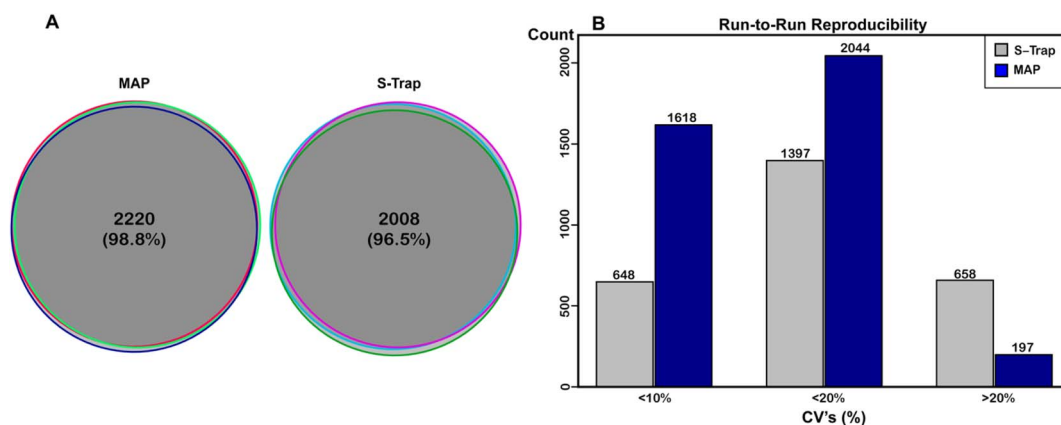 A
MAP
S-Trap
2220
(98.8%)
2008
(96.5%)
B
Run-to-Run Reproducibility
Count
S-Trap
MAP
2000
1500
1000
500
0
648
1618
1397
2044
658
197
<10%
<20%
>20%
CV's (%)